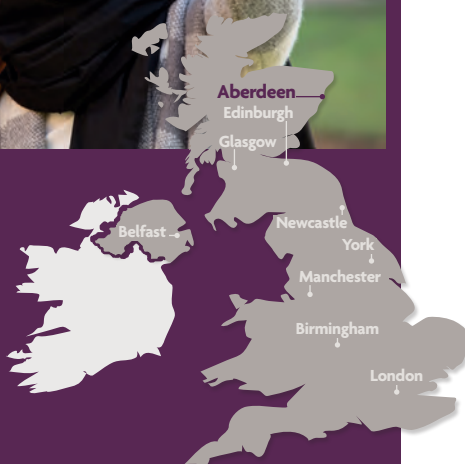 Aberdeen
Edinburgh
Glasgow
Newcastle
Belfast
York
Manchester
Birmingham
London